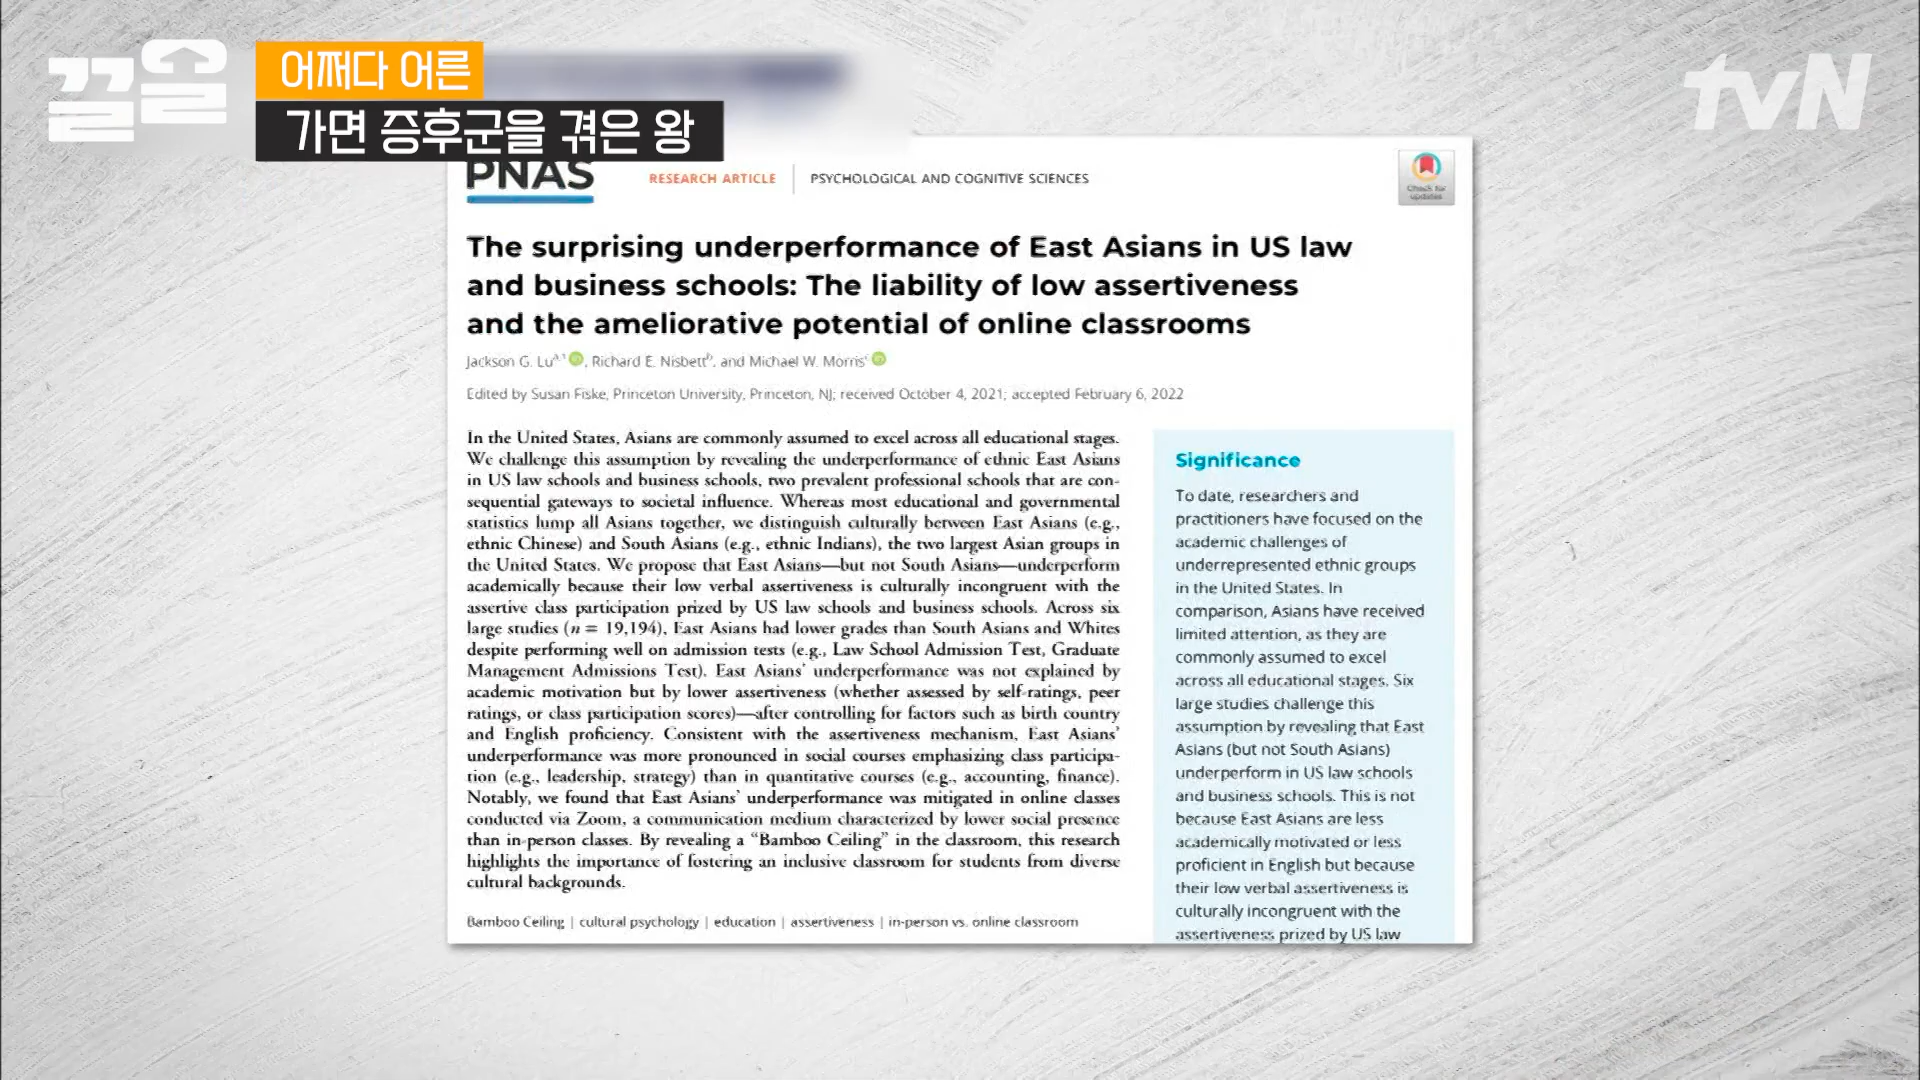 끌올
어쩌다 어른
가면 증후군을 겪은 왕
tvN
PNAS
RESEARCH ARTICLE
PSYCHOLOGICAL AND COGNITIVE SCIENCES
Check for
updates
The surprising underperformance of East Asians in US law
and business schools: The liability of low assertiveness
and the ameliorative potential of online classrooms
Jackson G. Lua,1, Richard E. Nisbettb, and Michael W. Morrisc
Edited by Susan Fiske, Princeton University, Princeton, NJ; received October 4, 2021; accepted February 6, 2022
In the United States, Asians are commonly assumed to excel across all educational stages.
We challenge this assumption by revealing the underperformance of ethnic East Asians
in US law schools and business schools, two prevalent professional schools that are con-
sequential gateways to societal influence. Whereas most educational and governmental
statistics lump all Asians together, we distinguish culturally between East Asians (e.g.,
ethnic Chinese) and South Asians (e.g., ethnic Indians), the two largest Asian groups in
the United States. We propose that East Asians—but not South Asians—underperform
academically because their low verbal assertiveness is culturally incongruent with the
assertive class participation prized by US law schools and business schools. Across six
large studies (n = 19,194), East Asians had lower grades than South Asians and Whites
despite performing well on admission tests (e.g., Law School Admission Test, Graduate
Management Admissions Test). East Asians' underperformance was not explained by
academic motivation but by lower assertiveness (whether assessed by self-ratings, peer
ratings, or class participation scores)—after controlling for factors such as birth country
and English proficiency. Consistent with the assertiveness mechanism, East Asians'
underperformance was more pronounced in social courses emphasizing class participa-
tion (e.g., leadership, strategy) than in quantitative courses (e.g., accounting, finance).
Notably, we found that East Asians' underperformance was mitigated in online classes
conducted via Zoom, a communication medium characterized by lower social presence
than in-person classes. By revealing a “Bamboo Ceiling” in the classroom, this research
highlights the importance of fostering an inclusive classroom for students from diverse
cultural backgrounds.
Bamboo Ceiling | cultural psychology | education | assertiveness | in-person vs. online classroom
Significance
To date, researchers and
practitioners have focused on the
academic challenges of
underrepresented ethnic groups
in the United States. In
comparison, Asians have received
limited attention, as they are
commonly assumed to excel
across all educational stages. Six
large studies challenge this
assumption by revealing that East
Asians (but not South Asians)
underperform in US law schools
and business schools. This is not
because East Asians are less
academically motivated or less
proficient in English but because
their low verbal assertiveness is
culturally incongruent with the
assertiveness prized by US law